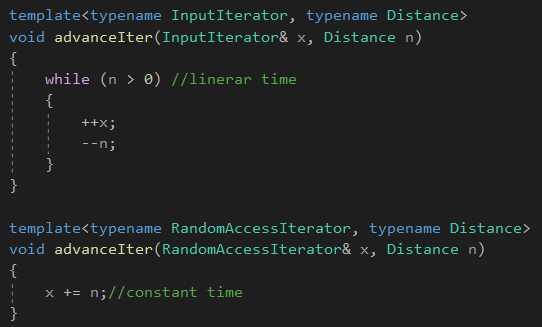 template<typename InputIterator, typename Distance>
void advanceIter(InputIterator& x, Distance n)
{
    while (n > 0) //linerar time
    {
        ++x;
        --n;
    }
}

template<typename RandomAccessIterator, typename Distance>
void advanceIter(RandomAccessIterator& x, Distance n)
{
    x += n;//constant time
}